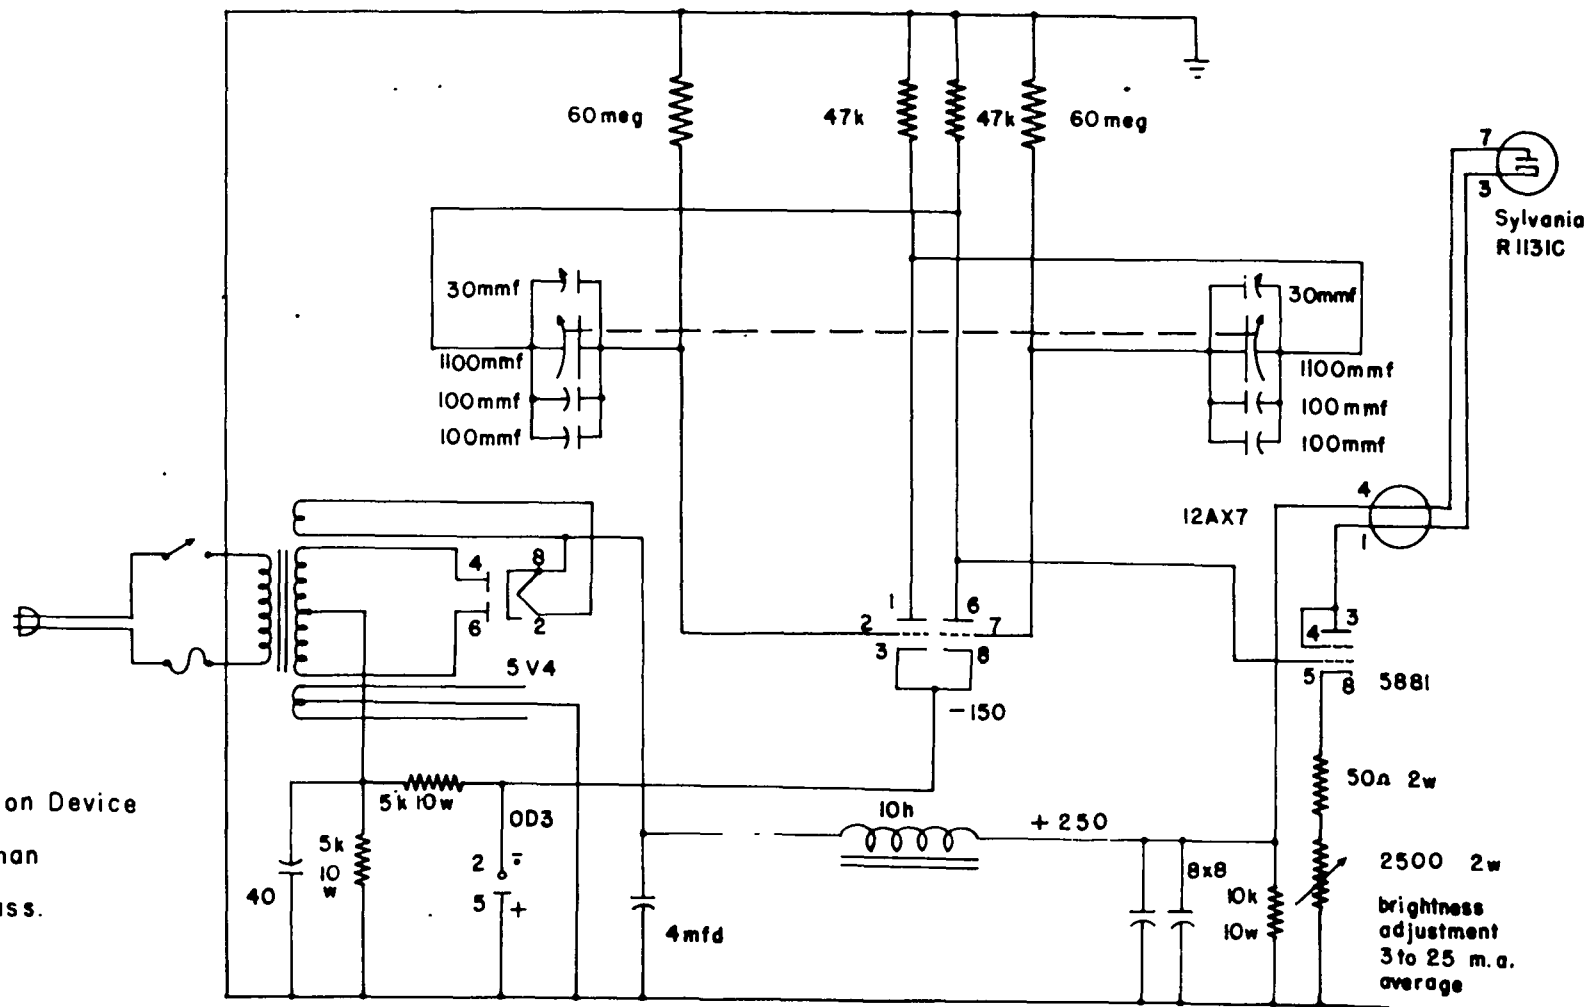 60meg
47k
47k
60meg
7
3
Sylvania
R1131C
30mmf
1100mmf
100mmf
100mmf
30mmf
1100mmf
100mmf
100mmf
12AX7
4
1
4
6
8
2
5V4
1
6
2
7
3
8
-150
3
4
5
8
5881
on Device
5k 10w
OD3
10h
+250
50Ω 2w
5k
10
w
40
2
-
5
+
4mfd
8x8
10k
10w
2500 2w
brightness
adjustment
3 to 25 m.a.
average